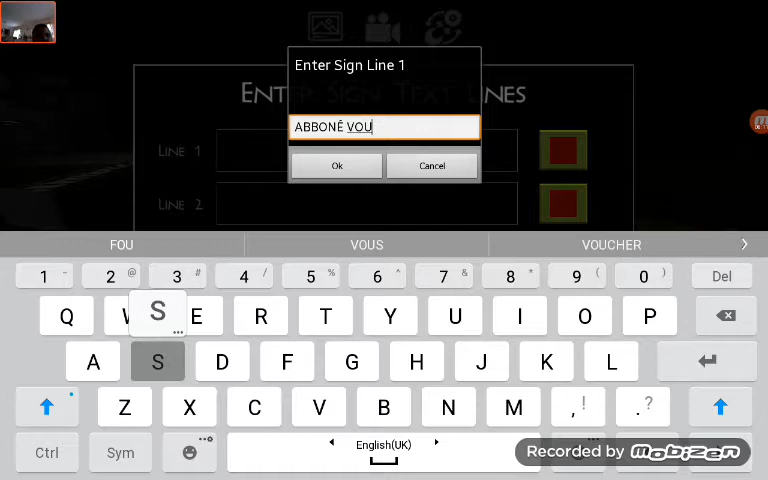 Enter Sign Line 1
ENTER SIGN TEXT LINES
ABBONÉ VOU
LINE 1
Ok
Cancel
LINE 2
FOU
VOUS
VOUCHER
1 -
2 @
3 #
4 /
5 %
6 ^
7 &
8 *
9 (
0 )
Del
Q W E R T Y U I O P
S
A S D F G H J K L
Z X C V B N M , ! . ?
Ctrl
Sym
English(UK)
Recorded by mobizen